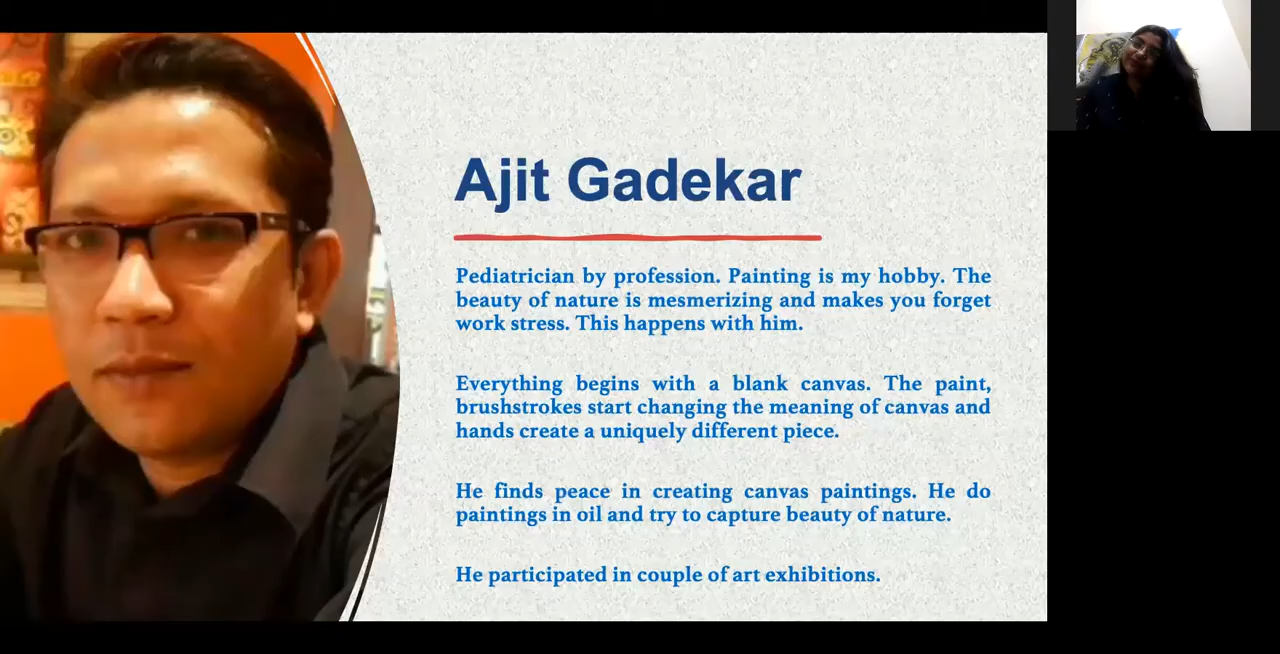 Ajit Gadekar
Pediatrician by profession. Painting is my hobby. The
beauty of nature is mesmerizing and makes you forget
work stress. This happens with him.
Everything begins with a blank canvas. The paint,
brushstrokes start changing the meaning of canvas and
hands create a uniquely different piece.
He finds peace in creating canvas paintings. He do
paintings in oil and try to capture beauty of nature.
He participated in couple of art exhibitions.